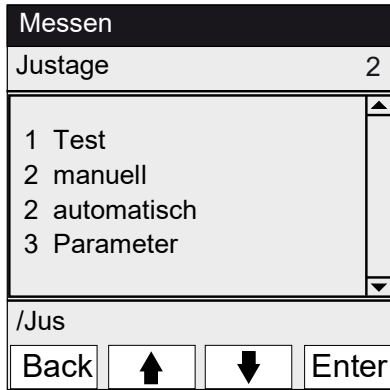 Messen
Justage 2
1 Test
2 manuell
2 automatisch
3 Parameter
/Jus
Back Enter